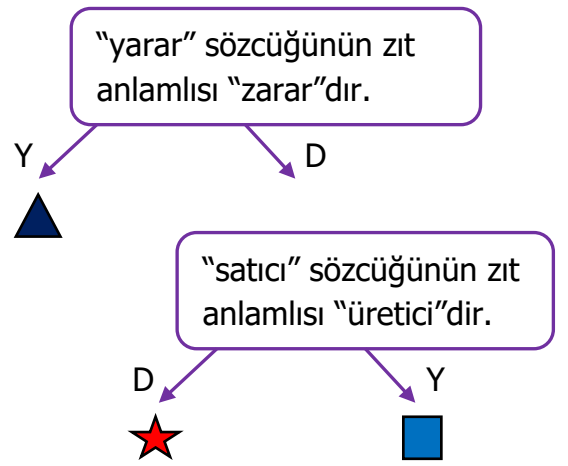 “yarar” sözcüğünün zıt
anlamlısı “zarar”dır.
Y
D
“satıcı” sözcüğünün zıt
anlamlısı “üretici”dir.
D
Y